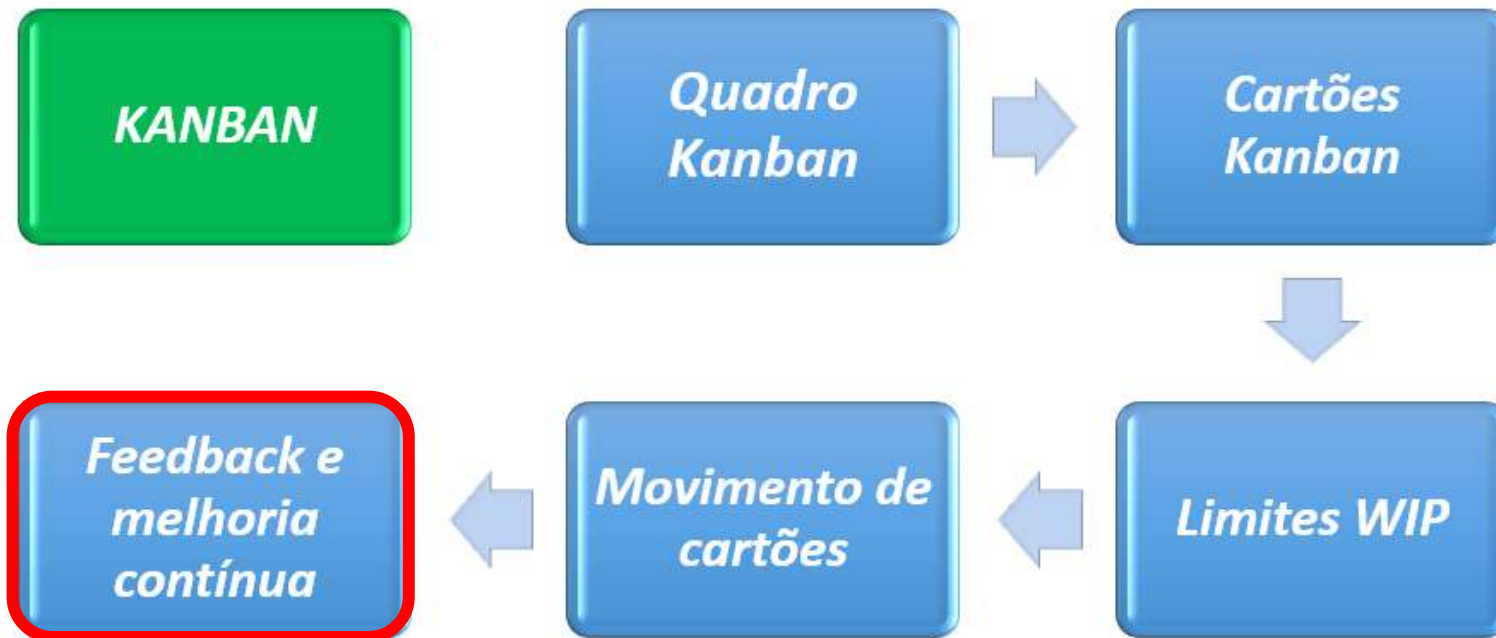 KANBAN
Quadro
Kanban
Cartões
Kanban
Limites WIP
Movimento de
cartões
Feedback e
melhoria
contínua